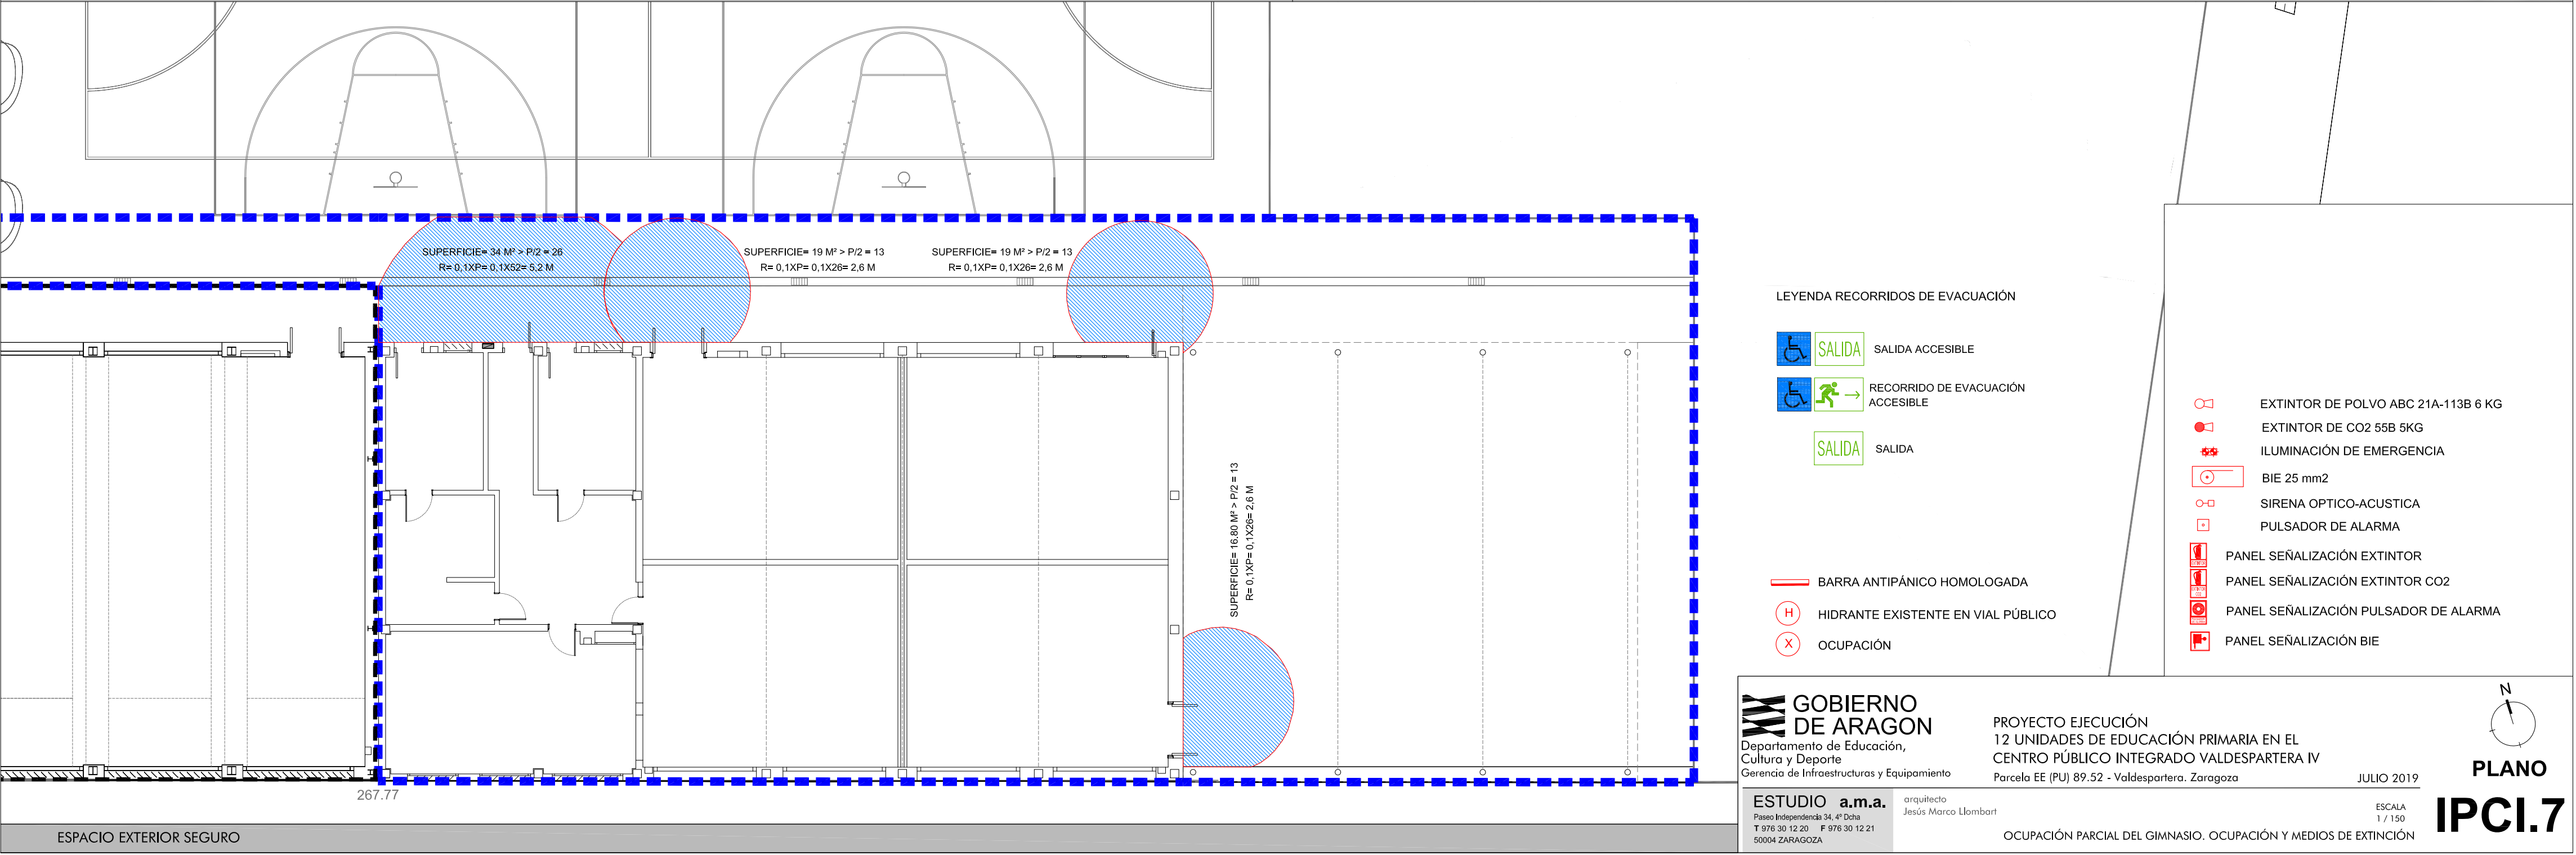 SUPERFICIE= 34 M² > P/2 = 26
R= 0,1XP= 0,1X52= 5,2 M
SUPERFICIE= 19 M² > P/2 = 13
R= 0,1XP= 0,1X26= 2,6 M
SUPERFICIE= 19 M² > P/2 = 13
R= 0,1XP= 0,1X26= 2,6 M
SUPERFICIE= 16,80 M² > P/2 = 13
R= 0,1XP= 0,1X26= 2,6 M
267.77
ESPACIO EXTERIOR SEGURO
LEYENDA RECORRIDOS DE EVACUACIÓN
SALIDA SALIDA ACCESIBLE
RECORRIDO DE EVACUACIÓN
ACCESIBLE
SALIDA SALIDA
BARRA ANTIPÁNICO HOMOLOGADA
H HIDRANTE EXISTENTE EN VIAL PÚBLICO
X OCUPACIÓN
EXTINTOR DE POLVO ABC 21A-113B 6 KG
EXTINTOR DE CO2 55B 5KG
ILUMINACIÓN DE EMERGENCIA
BIE 25 mm2
SIRENA OPTICO-ACUSTICA
PULSADOR DE ALARMA
PANEL SEÑALIZACIÓN EXTINTOR
PANEL SEÑALIZACIÓN EXTINTOR CO2
PANEL SEÑALIZACIÓN PULSADOR DE ALARMA
PANEL SEÑALIZACIÓN BIE
GOBIERNO
DE ARAGON
Departamento de Educación,
Cultura y Deporte
Gerencia de Infraestructuras y Equipamiento
PROYECTO EJECUCIÓN
12 UNIDADES DE EDUCACIÓN PRIMARIA EN EL
CENTRO PÚBLICO INTEGRADO VALDESPARTERA IV
Parcela EE (PU) 89.52 - Valdespartera. Zaragoza
JULIO 2019
N
PLANO
IPCI.7
ESTUDIO a.m.a.
Paseo Independencia 34, 4º Dcha
T 976 30 12 20 F 976 30 12 21
50004 ZARAGOZA
arquitecto
Jesús Marco Llombart
ESCALA
1 / 150
OCUPACIÓN PARCIAL DEL GIMNASIO. OCUPACIÓN Y MEDIOS DE EXTINCIÓN